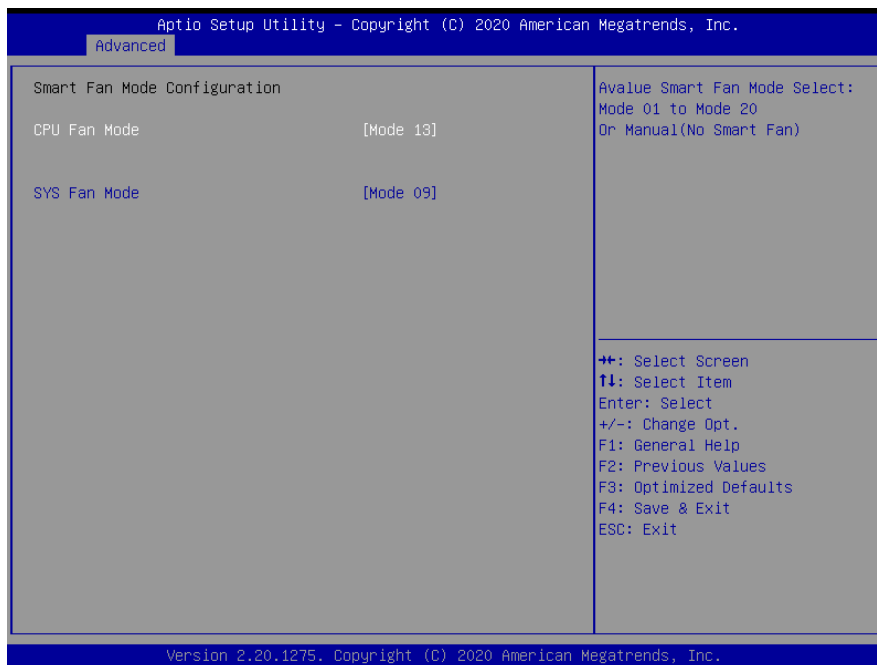 Aptio Setup Utility – Copyright (C) 2020 American Megatrends, Inc.
Advanced
Smart Fan Mode Configuration
CPU Fan Mode [Mode 13]
SYS Fan Mode [Mode 09]
Avalue Smart Fan Mode Select:
Mode 01 to Mode 20
Or Manual(No Smart Fan)
→←: Select Screen
↑↓: Select Item
Enter: Select
+/-: Change Opt.
F1: General Help
F2: Previous Values
F3: Optimized Defaults
F4: Save & Exit
ESC: Exit
Version 2.20.1275. Copyright (C) 2020 American Megatrends, Inc.